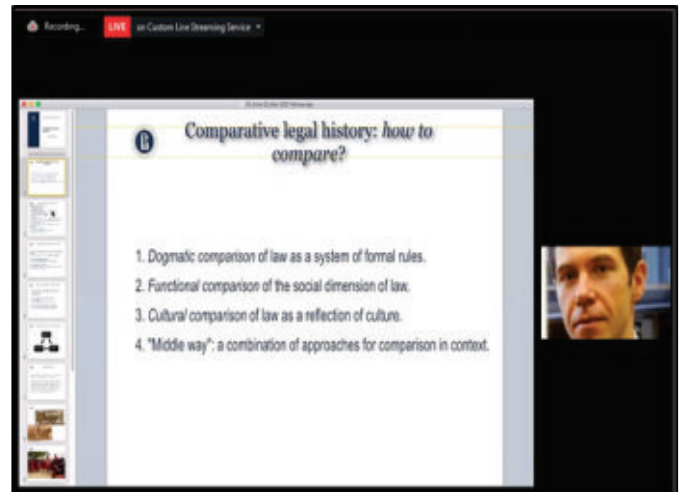 Recording...
LIVE on Custom Live Streaming Service
Comparative legal history: how to
compare?
1. Dogmatic comparison of law as a system of formal rules.
2. Functional comparison of the social dimension of law.
3. Cultural comparison of law as a reflection of culture.
4. "Middle way": a combination of approaches for comparison in context.